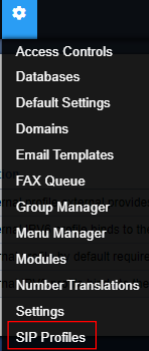 Access Controls
Databases
Default Settings
Domains
Email Templates
FAX Queue
Group Manager
Menu Manager
Modules
Number Translations
Settings
SIP Profiles